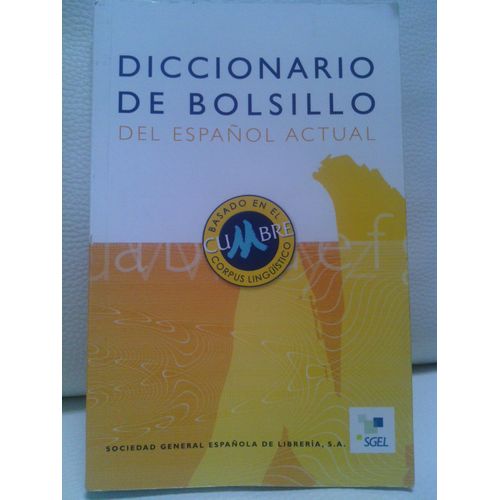 DICCIONARIO
DE BOLSILLO
DEL ESPAÑOL ACTUAL
BASADO EN EL
CUMBRE
CORPUS LINGÜÍSTICO
SOCIEDAD GENERAL ESPAÑOLA DE LIBRERÍA, S.A.
SGEL